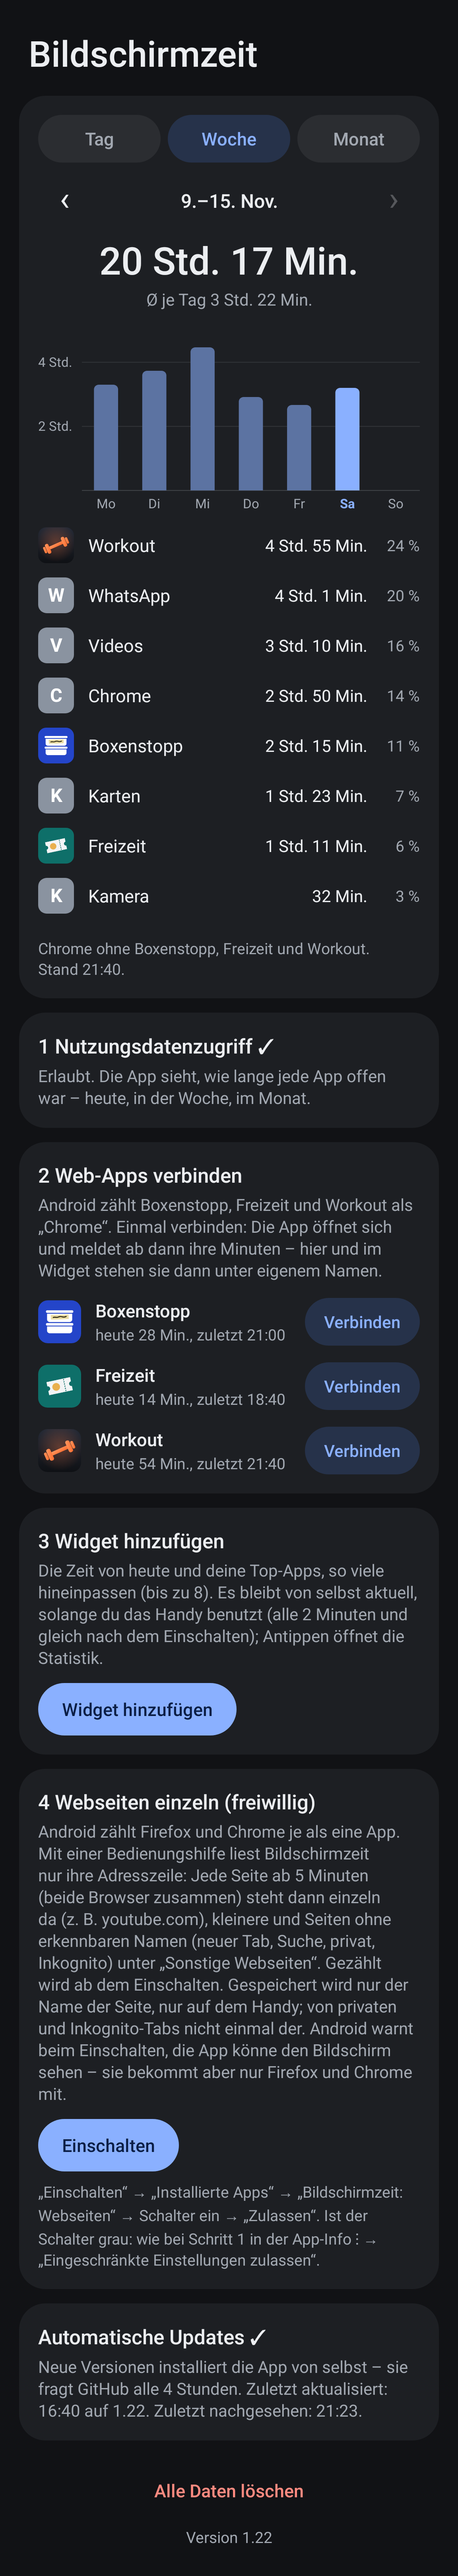 Bildschirmzeit
Tag Woche Monat
‹ 9.–15. Nov. ›
20 Std. 17 Min.
Ø je Tag 3 Std. 22 Min.
4 Std.
2 Std.
Mo Di Mi Do Fr Sa So
Workout 4 Std. 55 Min. 24 %
W WhatsApp 4 Std. 1 Min. 20 %
V Videos 3 Std. 10 Min. 16 %
C Chrome 2 Std. 50 Min. 14 %
Boxenstopp 2 Std. 15 Min. 11 %
K Karten 1 Std. 23 Min. 7 %
Freizeit 1 Std. 11 Min. 6 %
K Kamera 32 Min. 3 %
Chrome ohne Boxenstopp, Freizeit und Workout.
Stand 21:40.
1 Nutzungsdatenzugriff ✓
Erlaubt. Die App sieht, wie lange jede App offen
war – heute, in der Woche, im Monat.
2 Web-Apps verbinden
Android zählt Boxenstopp, Freizeit und Workout als
„Chrome“. Einmal verbinden: Die App öffnet sich
und meldet ab dann ihre Minuten – hier und im
Widget stehen sie dann unter eigenem Namen.
Boxenstopp
heute 28 Min., zuletzt 21:00
Verbinden
Freizeit
heute 14 Min., zuletzt 18:40
Verbinden
Workout
heute 54 Min., zuletzt 21:40
Verbinden
3 Widget hinzufügen
Die Zeit von heute und deine Top-Apps, so viele
hineinpassen (bis zu 8). Es bleibt von selbst aktuell,
solange du das Handy benutzt (alle 2 Minuten und
gleich nach dem Einschalten); Antippen öffnet die
Statistik.
Widget hinzufügen
4 Webseiten einzeln (freiwillig)
Android zählt Firefox und Chrome je als eine App.
Mit einer Bedienungshilfe liest Bildschirmzeit
nur ihre Adresszeile: Jede Seite ab 5 Minuten
(beide Browser zusammen) steht dann einzeln
da (z. B. youtube.com), kleinere und Seiten ohne
erkennbaren Namen (neuer Tab, Suche, privat,
Inkognito) unter „Sonstige Webseiten“. Gezählt
wird ab dem Einschalten. Gespeichert wird nur der
Name der Seite, nur auf dem Handy; von privaten
und Inkognito-Tabs nicht einmal der. Android warnt
beim Einschalten, die App könne den Bildschirm
sehen – sie bekommt aber nur Firefox und Chrome
mit.
Einschalten
„Einschalten“ → „Installierte Apps“ → „Bildschirmzeit:
Webseiten“ → Schalter ein → „Zulassen“. Ist der
Schalter grau: wie bei Schritt 1 in der App-Info ⋮ →
„Eingeschränkte Einstellungen zulassen“.
Automatische Updates ✓
Neue Versionen installiert die App von selbst – sie
fragt GitHub alle 4 Stunden. Zuletzt aktualisiert:
16:40 auf 1.22. Zuletzt nachgesehen: 21:23.
Alle Daten löschen
Version 1.22